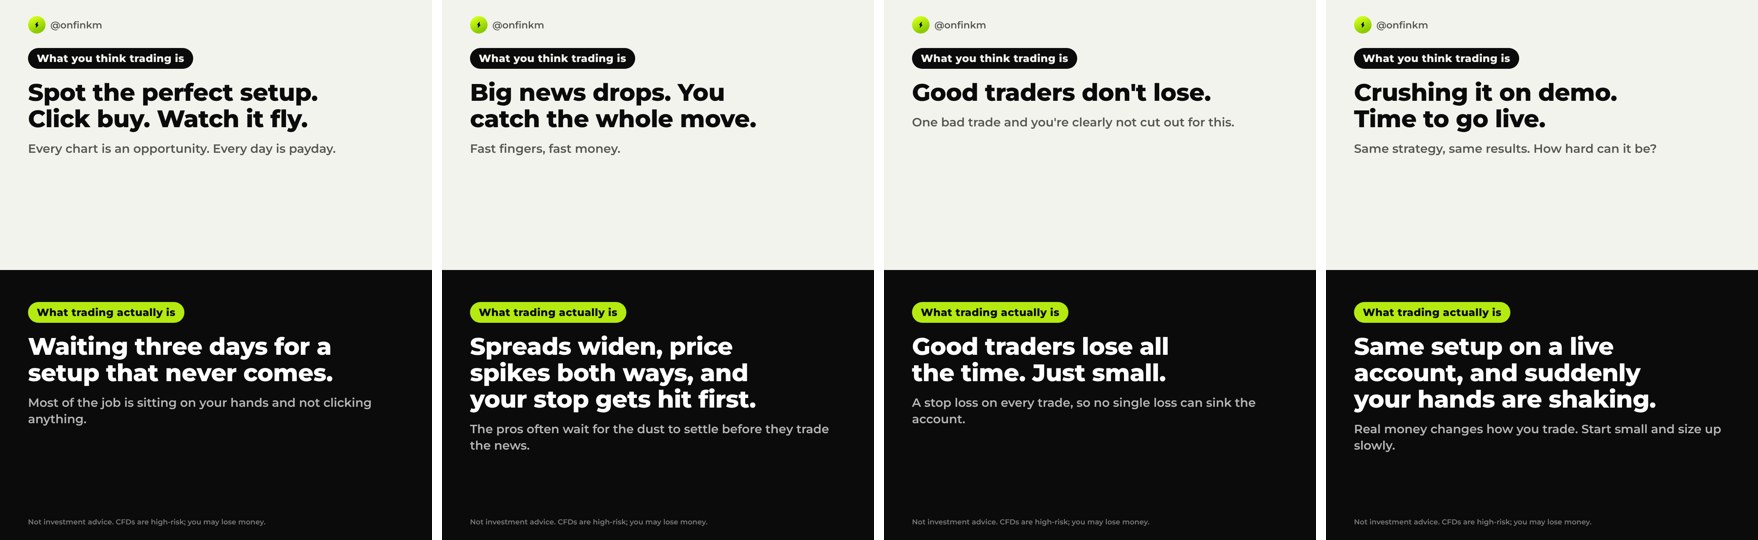 @onfinkm
What you think trading is
Spot the perfect setup.
Click buy. Watch it fly.
Every chart is an opportunity. Every day is payday.
What trading actually is
Waiting three days for a
setup that never comes.
Most of the job is sitting on your hands and not clicking
anything.
Not investment advice. CFDs are high-risk; you may lose money.
@onfinkm
What you think trading is
Big news drops. You
catch the whole move.
Fast fingers, fast money.
What trading actually is
Spreads widen, price
spikes both ways, and
your stop gets hit first.
The pros often wait for the dust to settle before they trade
the news.
Not investment advice. CFDs are high-risk; you may lose money.
@onfinkm
What you think trading is
Good traders don't lose.
One bad trade and you're clearly not cut out for this.
What trading actually is
Good traders lose all
the time. Just small.
A stop loss on every trade, so no single loss can sink the
account.
Not investment advice. CFDs are high-risk; you may lose money.
@onfinkm
What you think trading is
Crushing it on demo.
Time to go live.
Same strategy, same results. How hard can it be?
What trading actually is
Same setup on a live
account, and suddenly
your hands are shaking.
Real money changes how you trade. Start small and size up
slowly.
Not investment advice. CFDs are high-risk; you may lose money.